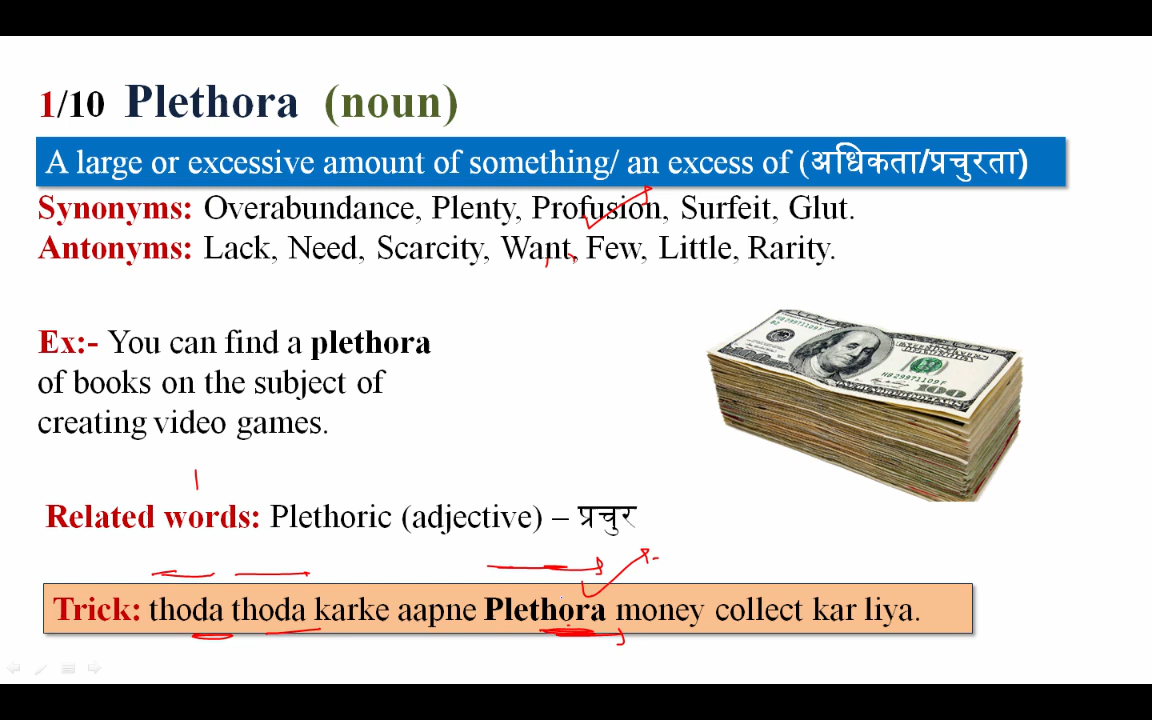 1/10 Plethora (noun)
A large or excessive amount of something/ an excess of (अधिकता/प्रचुरता)
Synonyms: Overabundance, Plenty, Profusion, Surfeit, Glut.
Antonyms: Lack, Need, Scarcity, Want, Few, Little, Rarity.
Ex:- You can find a plethora
of books on the subject of
creating video games.
Related words: Plethoric (adjective) – प्रचुर
Trick: thoda thoda karke aapne Plethora money collect kar liya.
HB29971109F
100